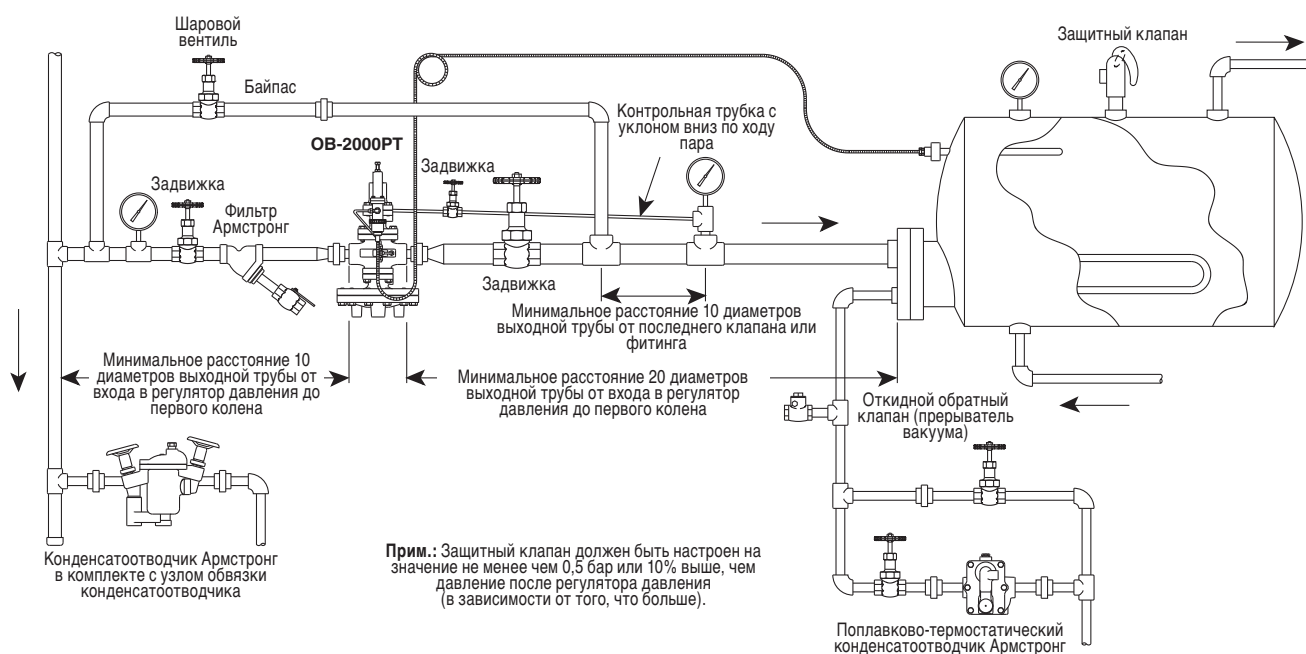 Шаровой
вентиль
Байпас
Защитный клапан
Контрольная трубка с
уклоном вниз по ходу
пара
OB-2000PT
Задвижка
Задвижка
Фильтр
Армстронг
Задвижка
Минимальное расстояние 10 диаметров
выходной трубы от последнего клапана или
фитинга
Минимальное расстояние 10
диаметров выходной трубы от
входа в регулятор давления до
первого колена
Минимальное расстояние 20 диаметров
выходной трубы от входа в регулятор
давления до первого колена
Откидной обратный
клапан (прерыватель
вакуума)
Конденсатоотводчик Армстронг
в комплекте с узлом обвязки
конденсатоотводчика
Прим.: Защитный клапан должен быть настроен на
значение не менее чем 0,5 бар или 10% выше, чем
давление после регулятора давления
(в зависимости от того, что больше).
Поплавково-термостатический
конденсатоотводчик Армстронг